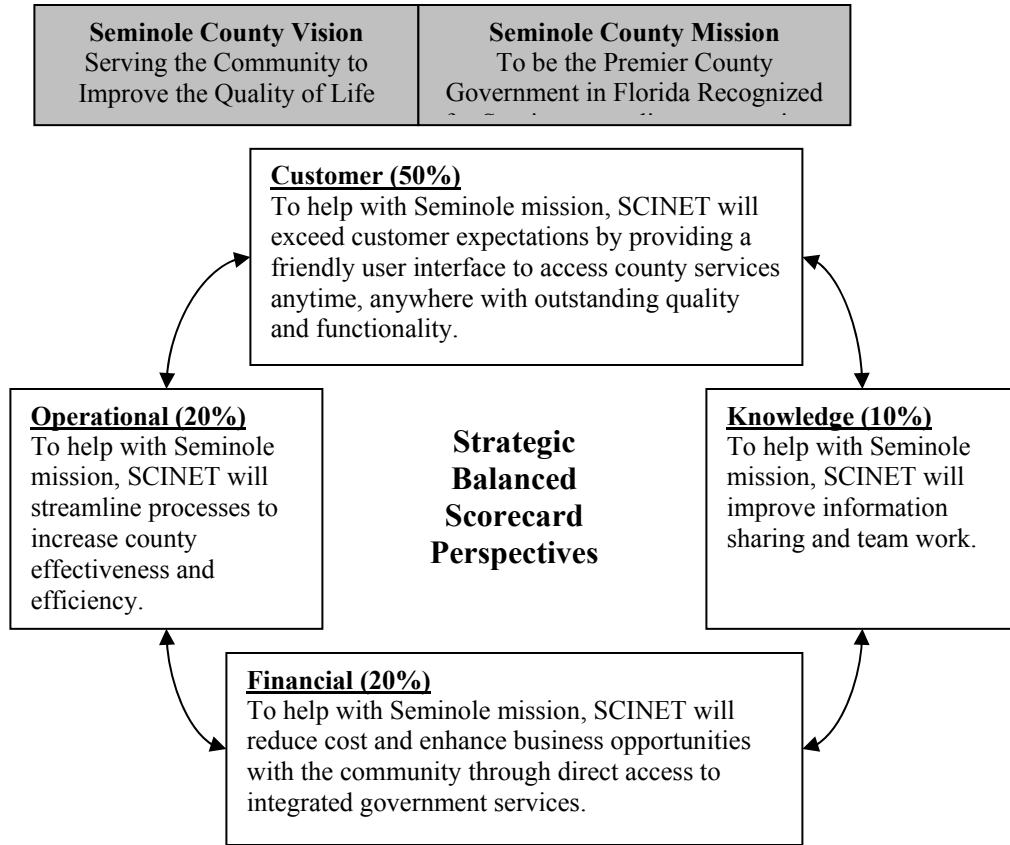 Seminole County Vision
Serving the Community to
Improve the Quality of Life
Seminole County Mission
To be the Premier County
Government in Florida Recognized
Customer (50%)
To help with Seminole mission, SCINET will
exceed customer expectations by providing a
friendly user interface to access county services
anytime, anywhere with outstanding quality
and functionality.
Operational (20%)
To help with Seminole
mission, SCINET will
streamline processes to
increase county
effectiveness and
efficiency.
Strategic
Balanced
Scorecard
Perspectives
Knowledge (10%)
To help with Seminole
mission, SCINET will
improve information
sharing and team work.
Financial (20%)
To help with Seminole mission, SCINET will
reduce cost and enhance business opportunities
with the community through direct access to
integrated government services.